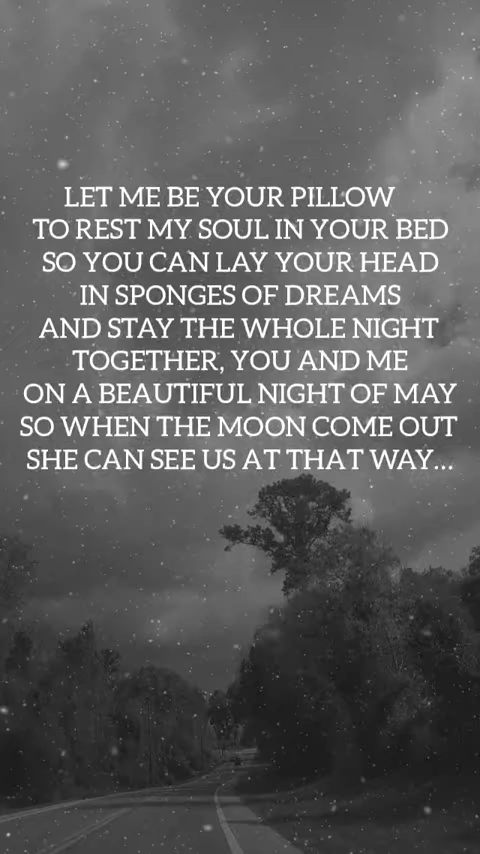 LET ME BE YOUR PILLOW
TO REST MY SOUL IN YOUR BED
SO YOU CAN LAY YOUR HEAD
IN SPONGES OF DREAMS
AND STAY THE WHOLE NIGHT
TOGETHER, YOU AND ME
ON A BEAUTIFUL NIGHT OF MAY
SO WHEN THE MOON COME OUT
SHE CAN SEE US AT THAT WAY...